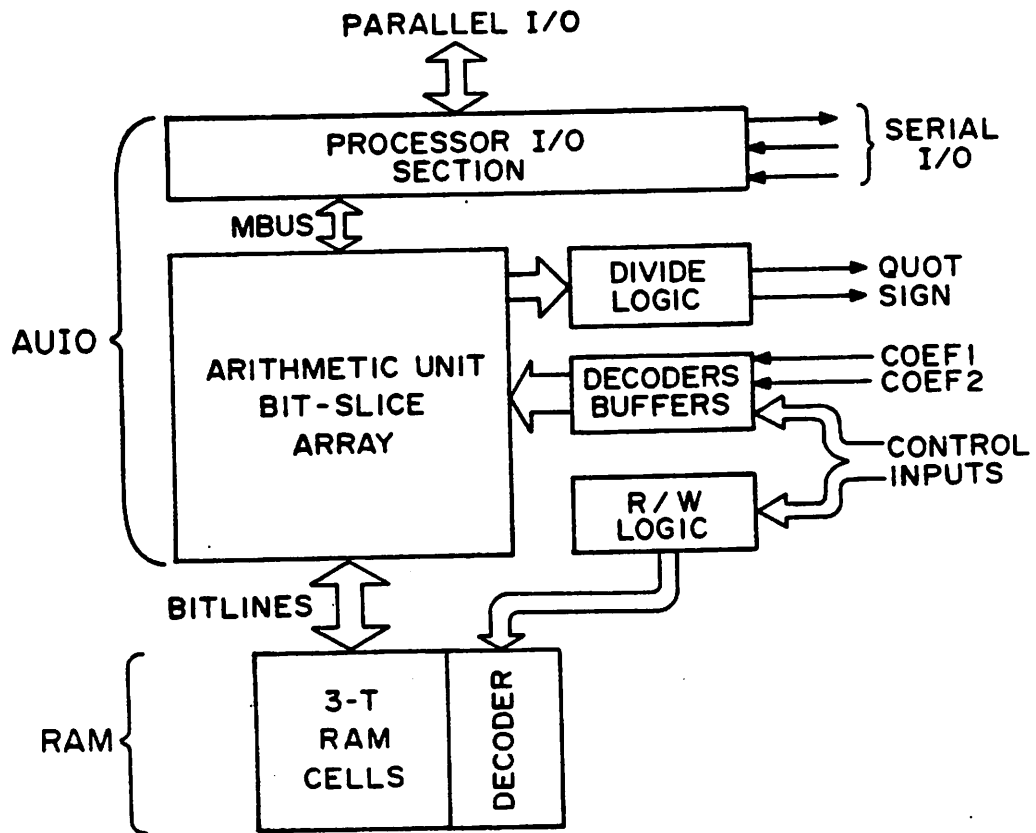 PARALLEL I/O
PROCESSOR I/O
SECTION
SERIAL
I/O
MBUS
DIVIDE
LOGIC
QUOT
SIGN
AUIO
ARITHMETIC UNIT
BIT-SLICE
ARRAY
DECODERS
BUFFERS
COEF1
COEF2
CONTROL
INPUTS
R/W
LOGIC
BITLINES
RAM
3-T
RAM
CELLS
DECODER